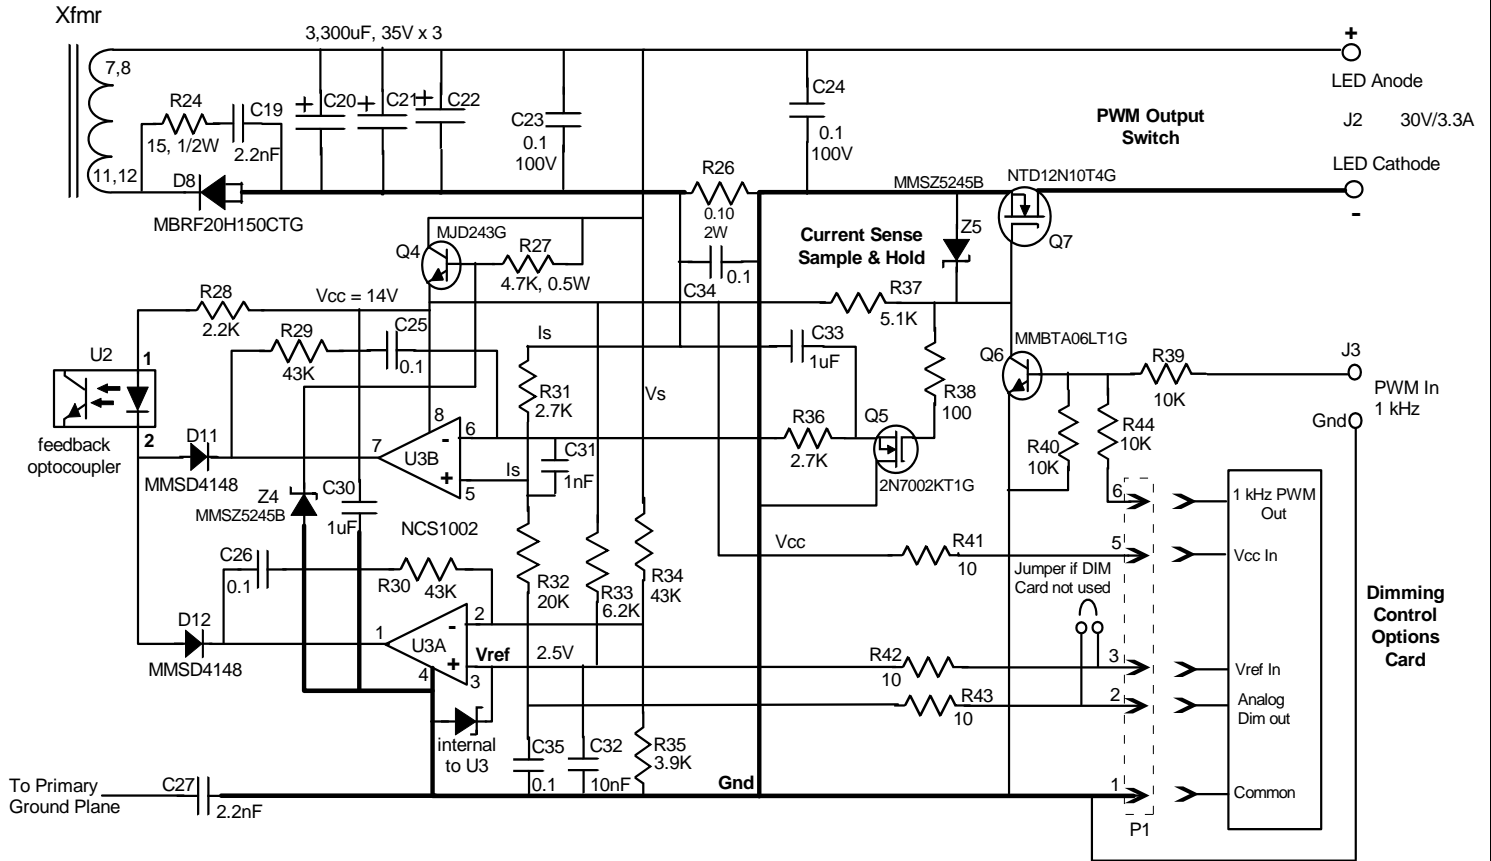 Xfmr
3,300uF, 35V x 3
+
7,8
R24
C19
+ C20
+ C21
+ C22
C24
LED Anode
15, 1/2W
2.2nF
C23
0.1
100V
0.1
100V
PWM Output
Switch
J2 30V/3.3A
11,12
D8
R26
MMSZ5245B
NTD12N10T4G
LED Cathode
MBRF20H150CTG
0.10
2W
-
Q4
MJD243G
R27
4.7K, 0.5W
Current Sense
Sample & Hold
Z5
Q7
0.1
C34
R28
2.2K
Vcc = 14V
R37
5.1K
R29
43K
C25
0.1
Is
C33
1uF
MMBTA06LT1G
Q6
R39
10K
J3
U2
1
2
R31
2.7K
Vs
R38
100
PWM In
1 kHz
Gnd
feedback
optocoupler
D11
MMSD4148
7
8
6
5
U3B
-
+
Is
C31
1nF
R36
2.7K
Q5
2N7002KT1G
R40
10K
R44
10K
Z4
MMSZ5245B
C30
1uF
NCS1002
6
1 kHz PWM
Out
Vcc
R41
10
5
Vcc In
C26
0.1
R30
43K
R32
20K
R33
6.2K
R34
43K
Jumper if DIM
Card not used
Dimming
Control
Options
Card
D12
MMSD4148
1
2
U3A
-
+
4
3
Vref
2.5V
R42
10
3
Vref In
R43
10
2
Analog
Dim out
internal
to U3
C35
0.1
C32
10nF
R35
3.9K
To Primary
Ground Plane
C27
2.2nF
Gnd
1
Common
P1